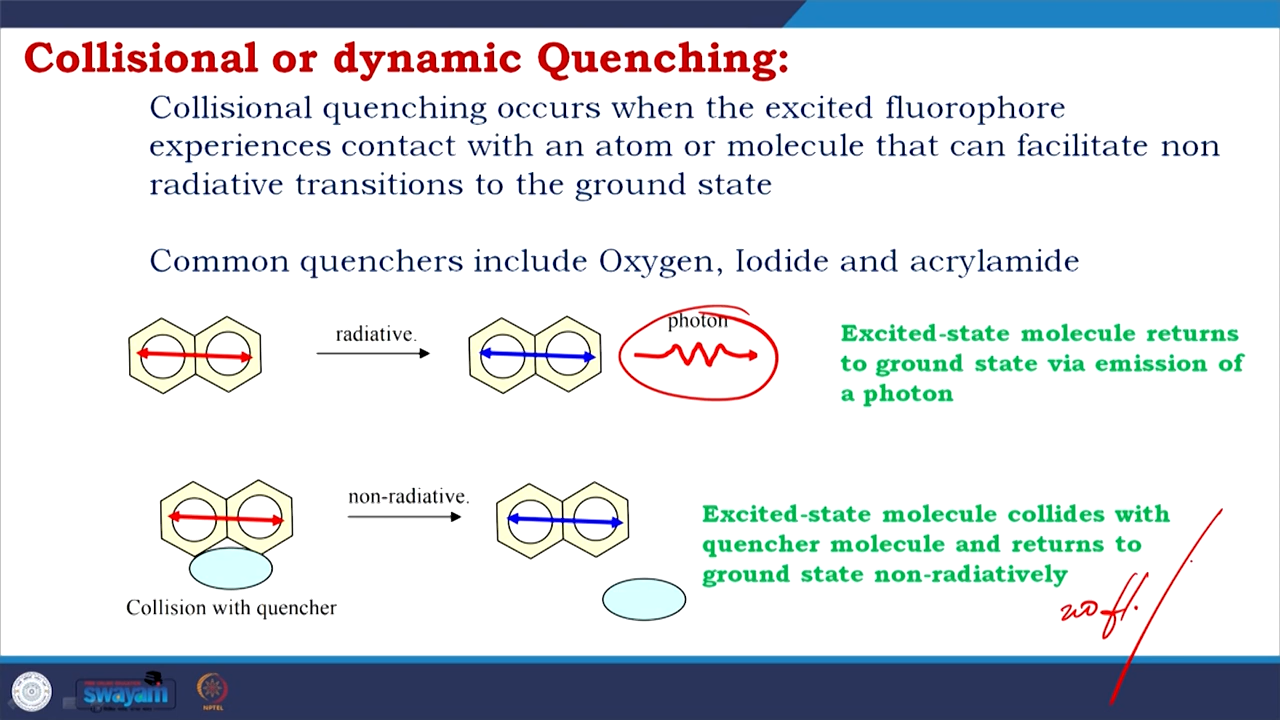 Collisional or dynamic Quenching:
Collisional quenching occurs when the excited fluorophore
experiences contact with an atom or molecule that can facilitate non
radiative transitions to the ground state
Common quenchers include Oxygen, Iodide and acrylamide
radiative.
photon
Excited-state molecule returns
to ground state via emission of
a photon
non-radiative.
Excited-state molecule collides with
quencher molecule and returns to
ground state non-radiatively
Collision with quencher
no fl.
swayam
NPTEL